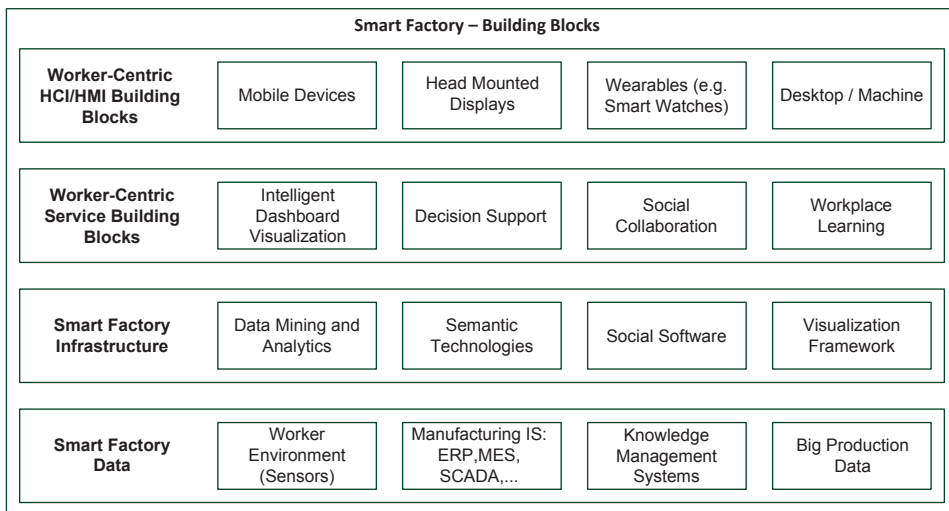 Smart Factory – Building Blocks
Worker-Centric
HCI/HMI Building
Blocks
Mobile Devices
Head Mounted
Displays
Wearables (e.g.
Smart Watches)
Desktop / Machine
Worker-Centric
Service Building
Blocks
Intelligent
Dashboard
Visualization
Decision Support
Social
Collaboration
Workplace
Learning
Smart Factory
Infrastructure
Data Mining and
Analytics
Semantic
Technologies
Social Software
Visualization
Framework
Smart Factory
Data
Worker
Environment
(Sensors)
Manufacturing IS:
ERP,MES,
SCADA,...
Knowledge
Management
Systems
Big Production
Data